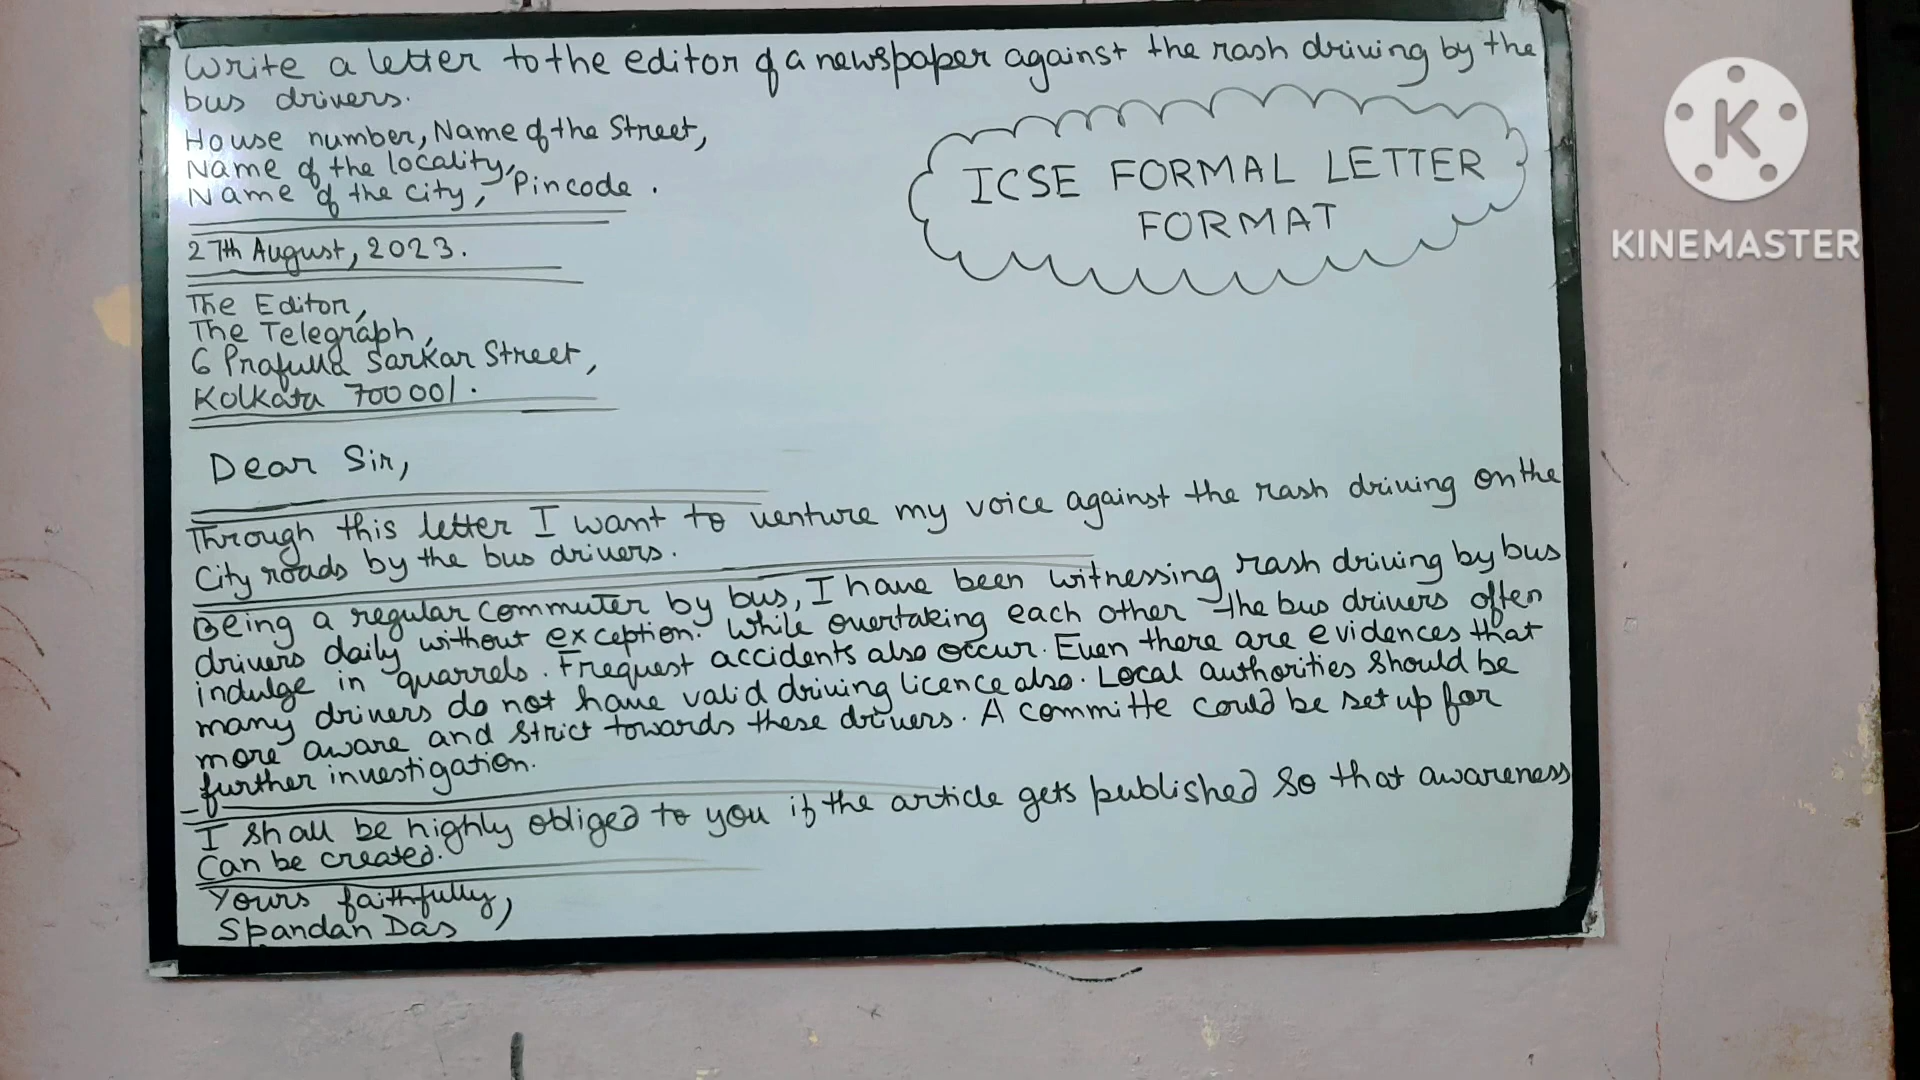 Write a letter to the editor of a newspaper against the rash driving by the
bus drivers.
House number, Name of the Street,
Name of the locality,
Name of the city, Pincode.
ICSE FORMAL LETTER
FORMAT
K
KINEMASTER
27th August, 2023.
The Editor,
The Telegraph,
6 Prafulla Sarkar Street,
Kolkata 700001.
Dear Sir,
Through this letter I want to venture my voice against the rash driving on the
City roads by the bus drivers.
Being a regular commuter by bus, I have been witnessing rash driving by bus
drivers daily without exception. While overtaking each other the bus drivers often
indulge in quarrels. Frequest accidents also occur. Even there are evidences that
many drivers do not have valid driving licence also. Local authorities should be
more aware and strict towards these drivers. A committe could be set up for
further investigation.
I shall be highly obliged to you if the article gets published so that awareness
can be created.
Yours faithfully,
Spandan Das